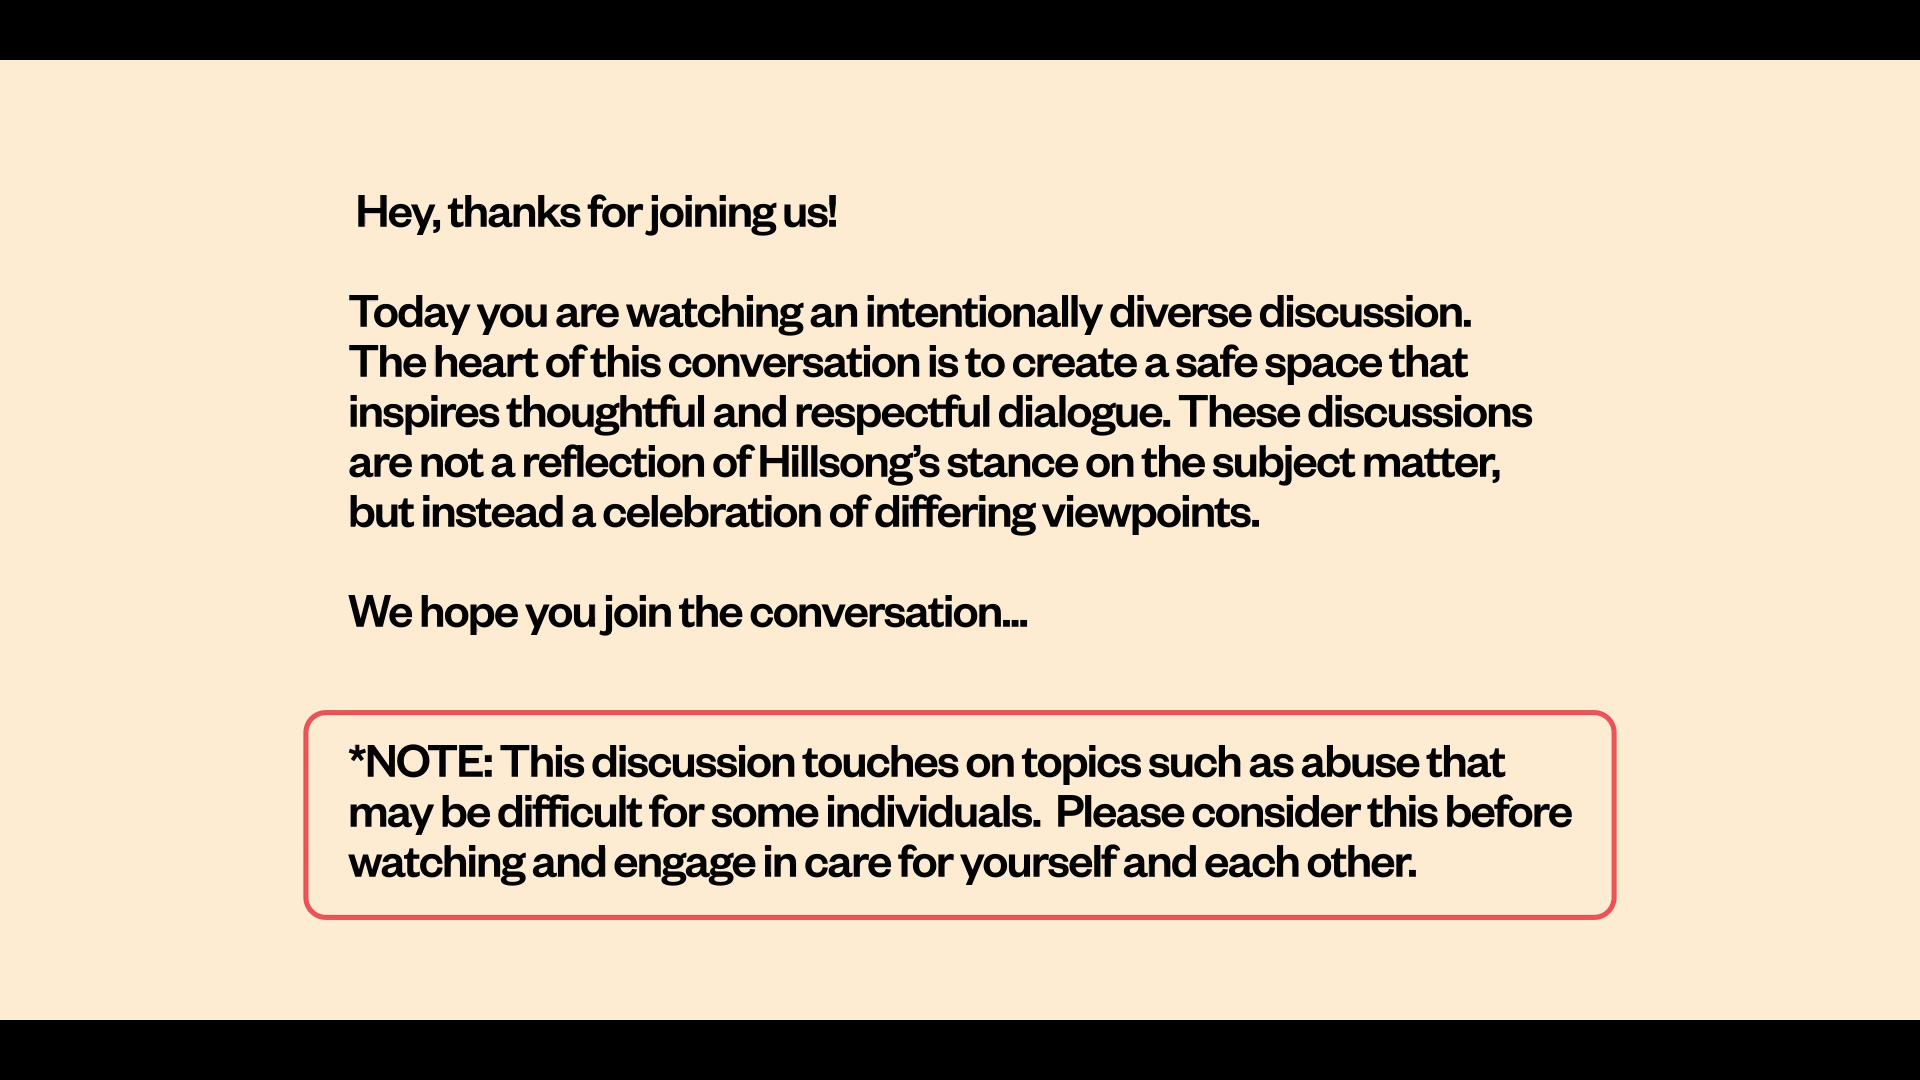 Hey, thanks for joining us!
Today you are watching an intentionally diverse discussion.
The heart of this conversation is to create a safe space that
inspires thoughtful and respectful dialogue. These discussions
are not a reflection of Hillsong’s stance on the subject matter,
but instead a celebration of differing viewpoints.
We hope you join the conversation...
*NOTE: This discussion touches on topics such as abuse that
may be difficult for some individuals.  Please consider this before
watching and engage in care for yourself and each other.